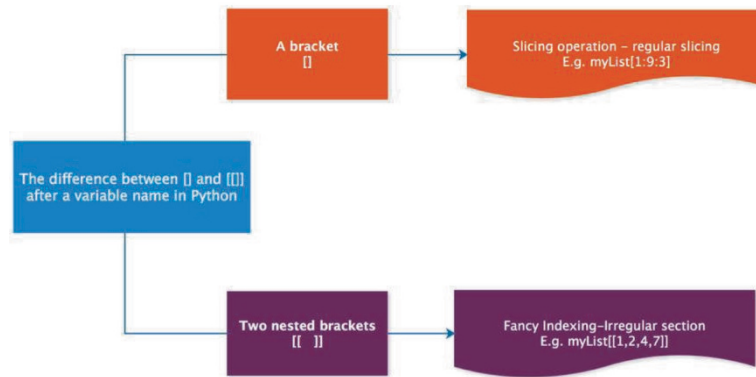 A bracket
[]
Slicing operation – regular slicing
E.g. myList[1:9:3]
The difference between [] and [[]]
after a variable name in Python
Two nested brackets
[[ ]]
Fancy Indexing-Irregular section
E.g. myList[[1,2,4,7]]